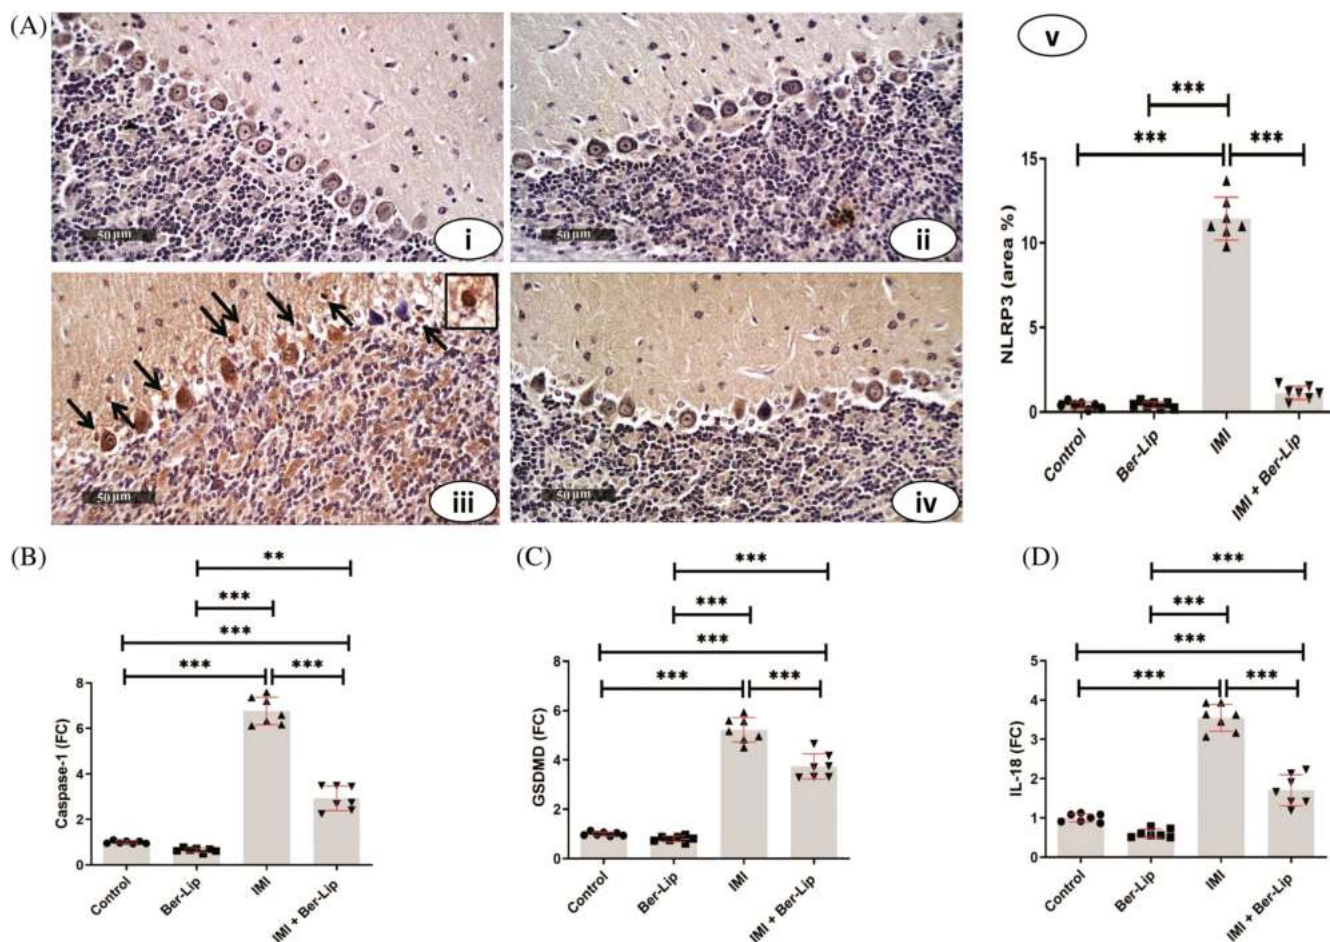 (A)
50 µm
i
50 µm
ii
50 µm
iii
50 µm
iv
v
***
***
***
NLRP3 (area %)
15
10
5
0
Control
Ber-Lip
IMI
IMI + Ber-Lip
(B)
**
***
***
***
***
Caspase-1 (FC)
8
6
4
2
0
Control
Ber-Lip
IMI
IMI + Ber-Lip
(C)
***
***
***
***
***
GSDMD (FC)
8
6
4
2
0
Control
Ber-Lip
IMI
IMI + Ber-Lip
(D)
***
***
***
***
***
IL-18 (FC)
5
4
3
2
1
0
Control
Ber-Lip
IMI
IMI + Ber-Lip